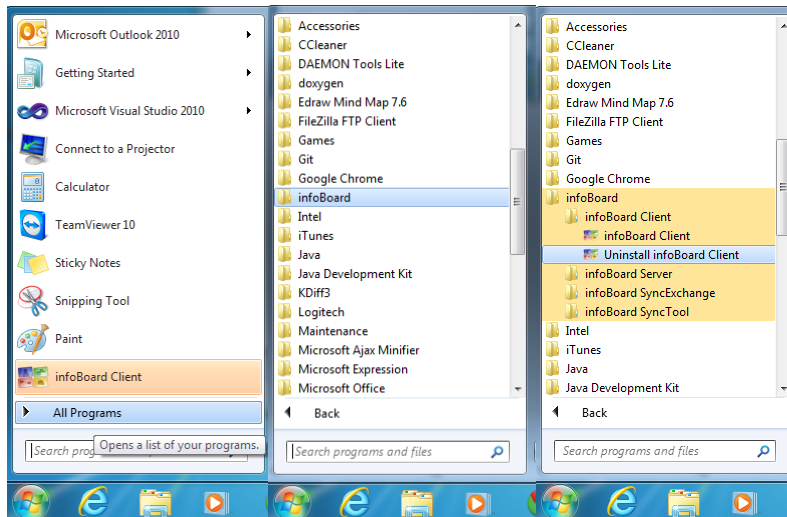 Microsoft Outlook 2010
Getting Started
Microsoft Visual Studio 2010
Connect to a Projector
Calculator
TeamViewer 10
Sticky Notes
Snipping Tool
Paint
infoBoard Client
All Programs
Search prog
Opens a list of your programs.
Accessories
CCleaner
DAEMON Tools Lite
doxygen
Edraw Mind Map 7.6
FileZilla FTP Client
Games
Git
Google Chrome
infoBoard
Intel
iTunes
Java
Java Development Kit
KDiff3
Logitech
Maintenance
Microsoft Ajax Minifier
Microsoft Expression
Microsoft Office
Back
Search programs and files
Accessories
CCleaner
DAEMON Tools Lite
doxygen
Edraw Mind Map 7.6
FileZilla FTP Client
Games
Git
Google Chrome
infoBoard
infoBoard Client
infoBoard Client
Uninstall infoBoard Client
infoBoard Server
infoBoard SyncExchange
infoBoard SyncTool
Intel
iTunes
Java
Java Development Kit
Back
Search programs and files